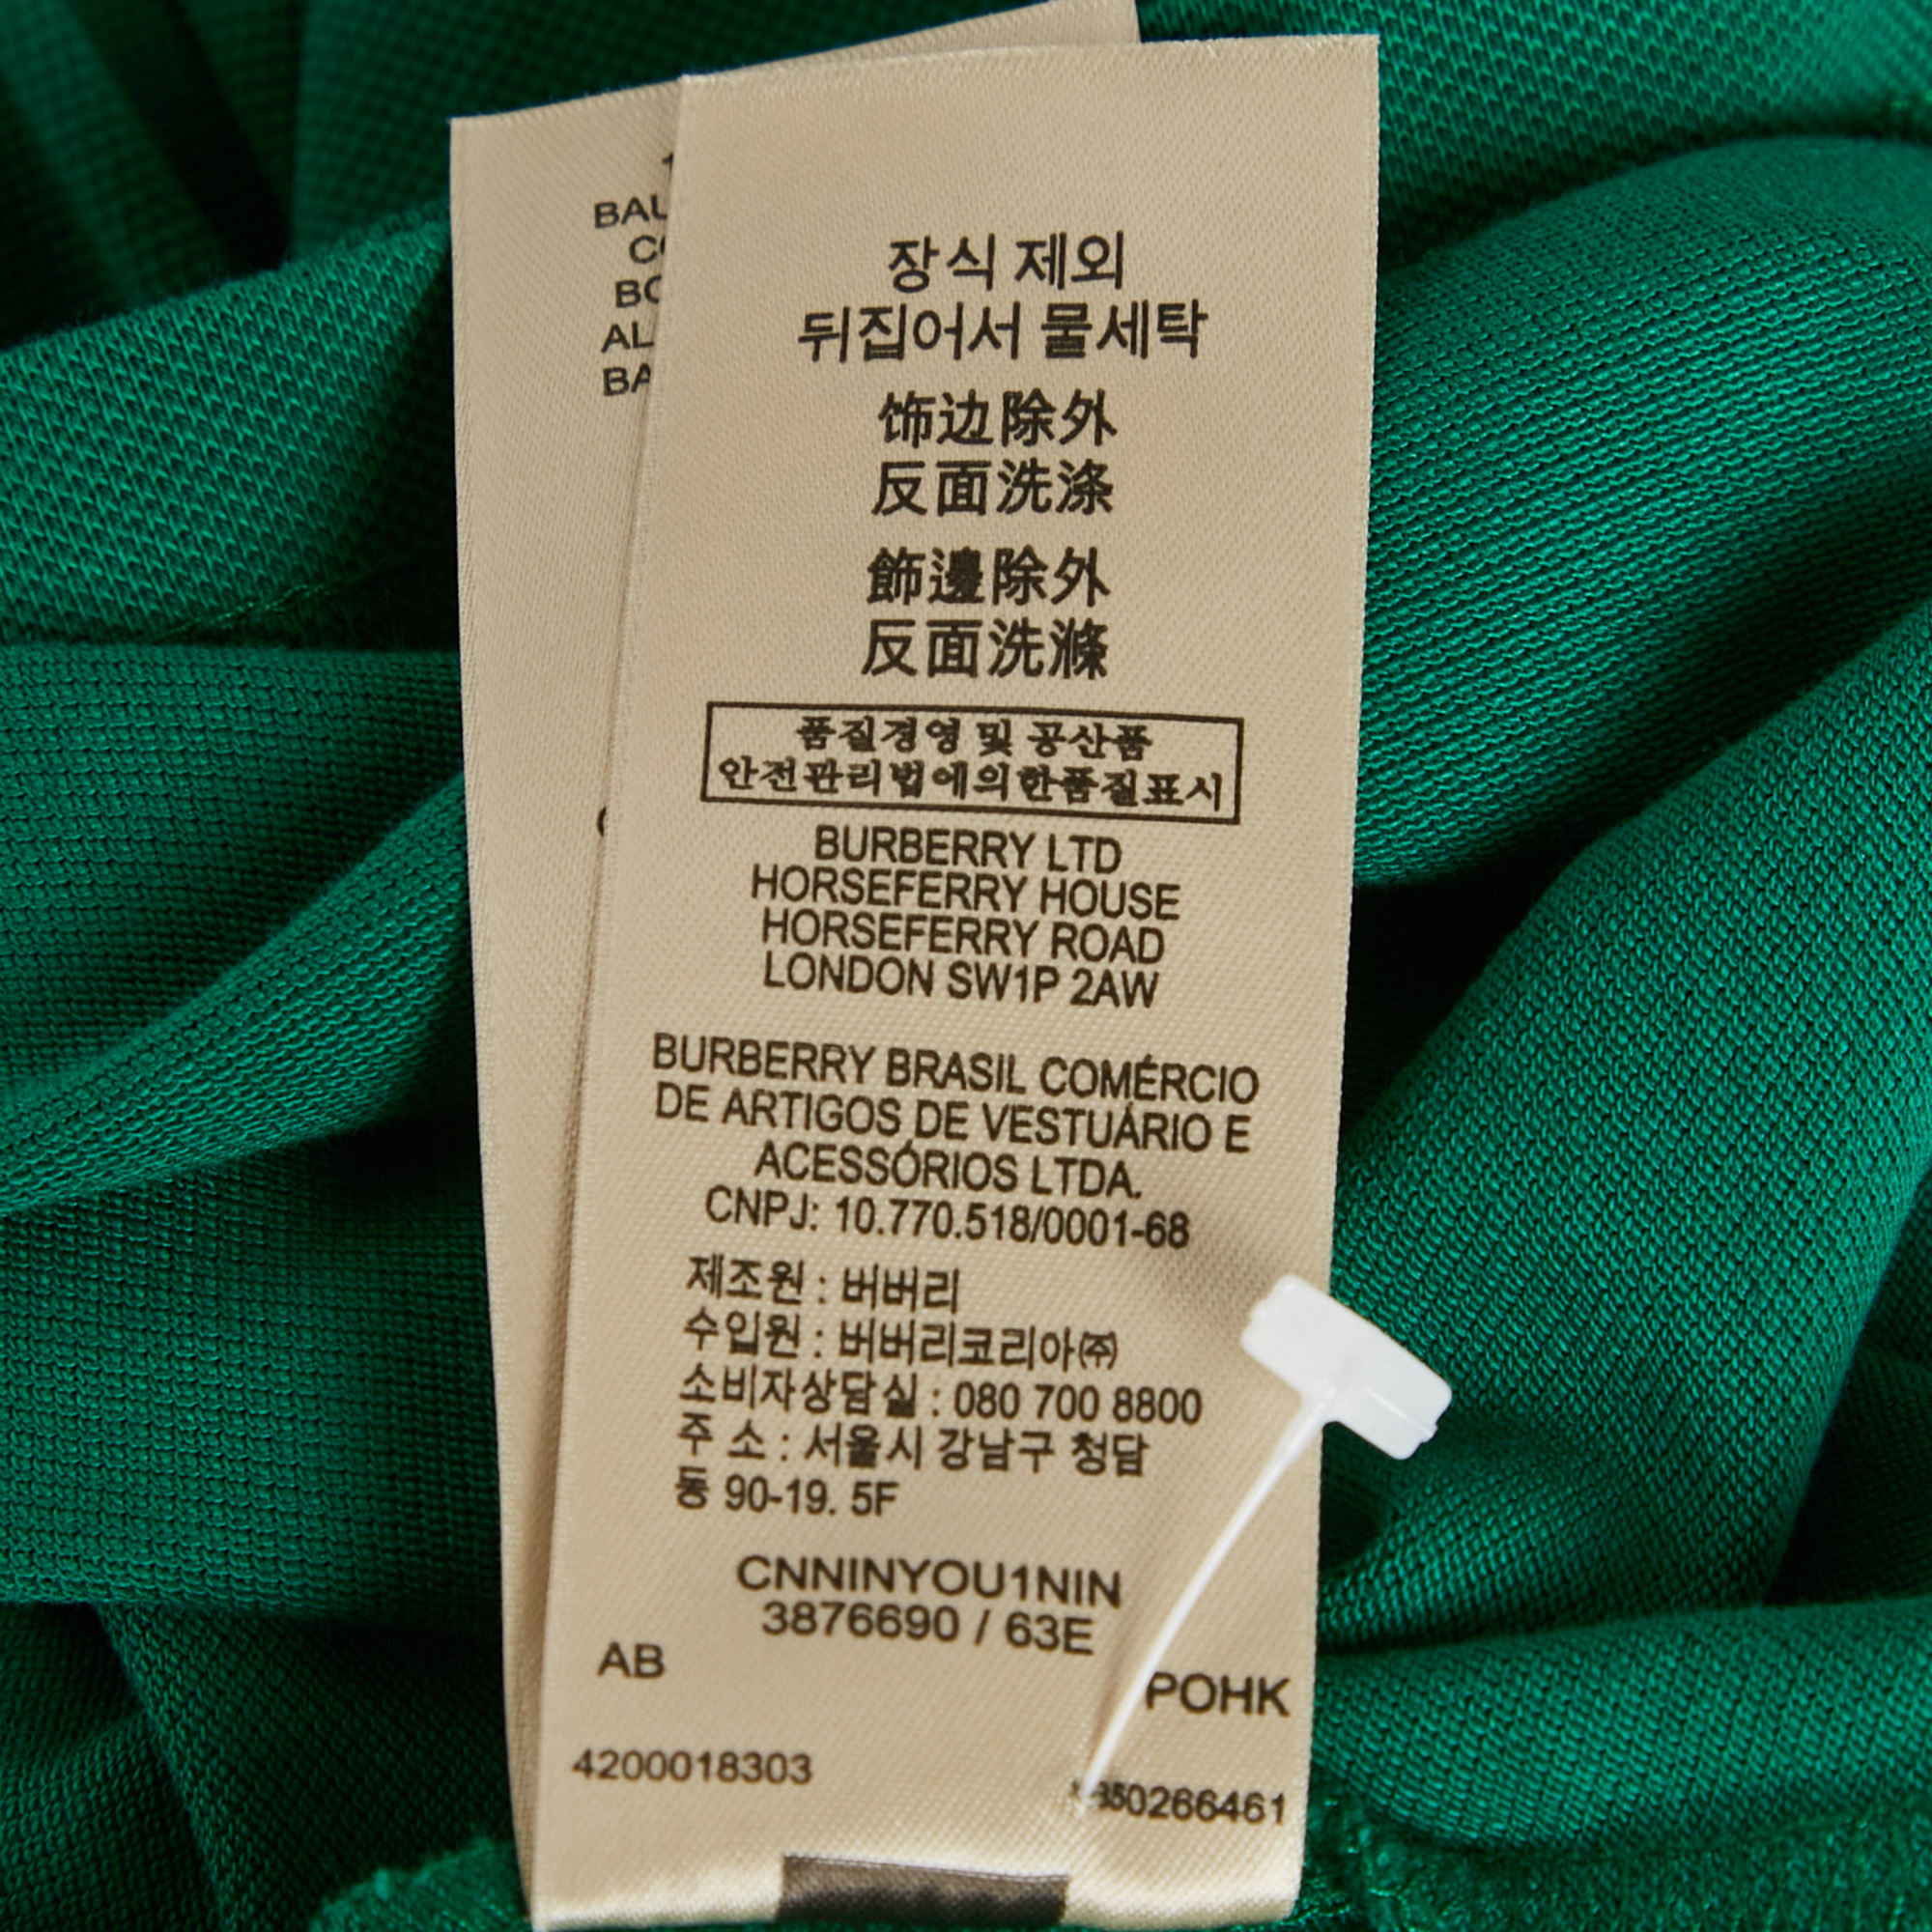 장식 제외
뒤집어서 물세탁
饰边除外
反面洗涤
飾邊除外
反面洗滌
품질경영 및 공산품
안전관리법에의한품질표시
BURBERRY LTD
HORSEFERRY HOUSE
HORSEFERRY ROAD
LONDON SW1P 2AW
BURBERRY BRASIL COMÉRCIO
DE ARTIGOS DE VESTUÁRIO E
ACESSÓRIOS LTDA.
CNPJ: 10.770.518/0001-68
제조원 : 버버리
수입원 : 버버리코리아㈜
소비자상담실 : 080 700 8800
주 소 : 서울시 강남구 청담
동 90-19. 5F
CNNINYOU1NIN
3876690 / 63E
AB
POHK
4200018303